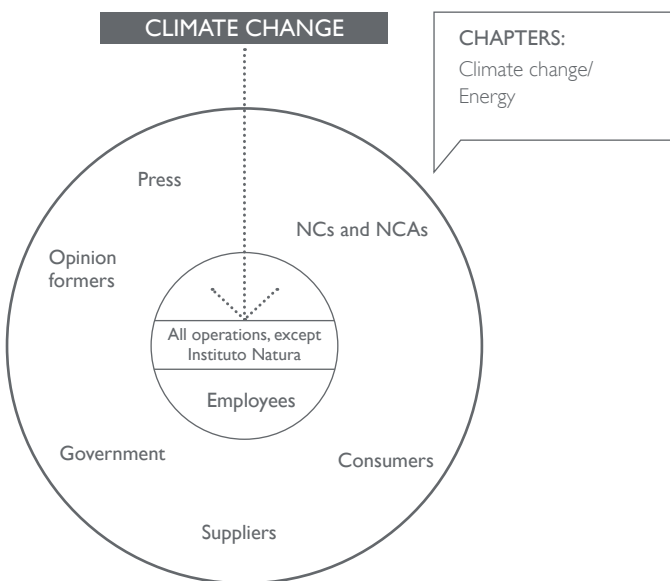 CLIMATE CHANGE
CHAPTERS:
Climate change/
Energy
Press
NCs and NCAs
Opinion
formers
All operations, except
Instituto Natura
Employees
Government
Consumers
Suppliers